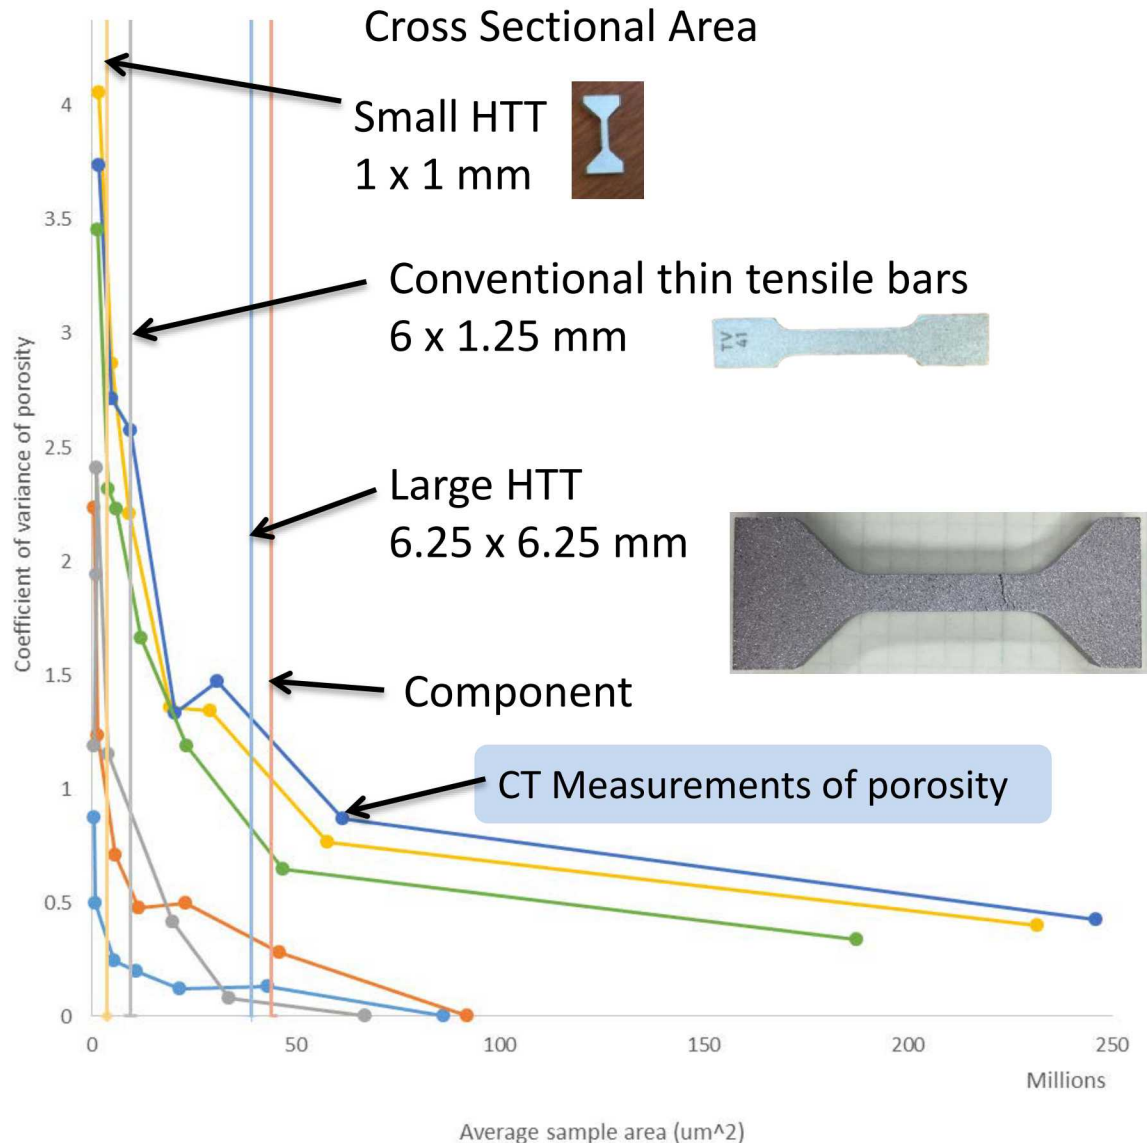 Cross Sectional Area
Small HTT
1 x 1 mm
Conventional thin tensile bars
6 x 1.25 mm
TV
41
Large HTT
6.25 x 6.25 mm
Component
CT Measurements of porosity
Coefficient of variance of porosity
4
3.5
3
2.5
2
1.5
1
0.5
0
0
50
100
150
200
250
Millions
Average sample area (um^2)